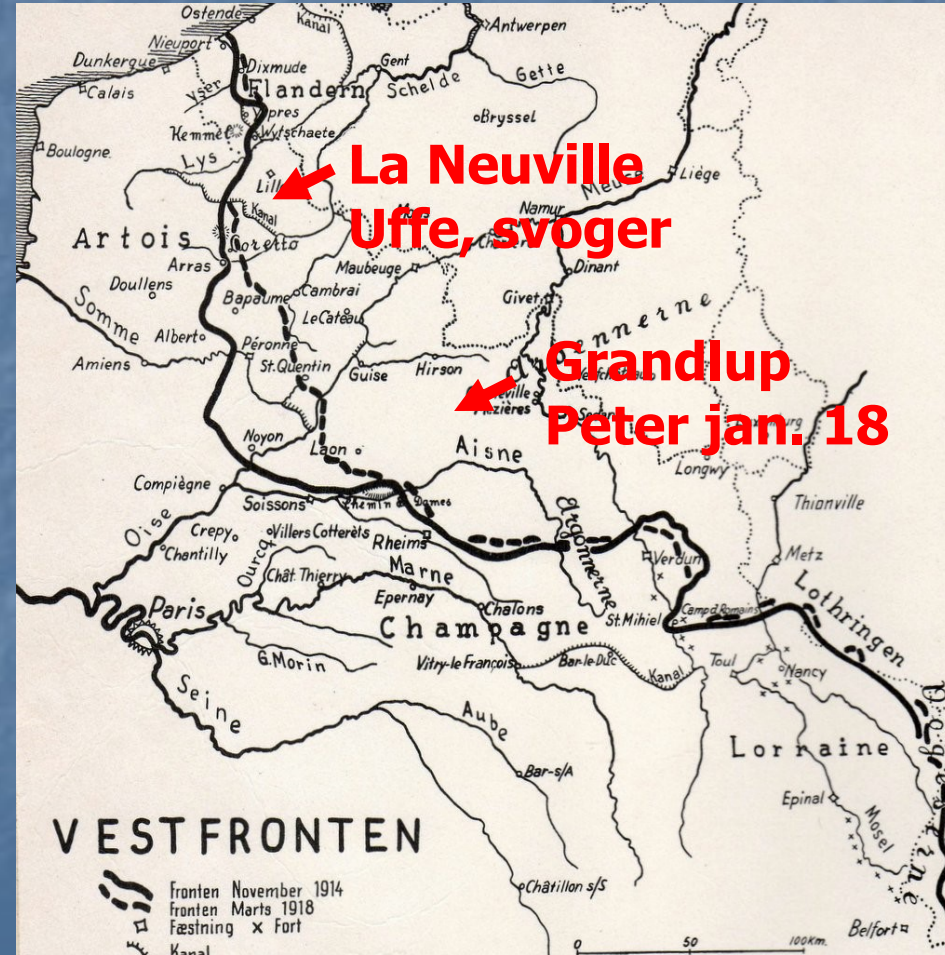 Ostende
Kanal
Antwerpen
Nieuport
Dunkerque
Dixmude
Gent
Gette
Calais
Yser
Flandern
Schelde
Ypres
Bryssel
Kemmel
Wytschaete
Boulogne.
Lys
La Neuville
Uffe, svoger
Lill
Kanal
Meuse
Liège
Namur
Artois
Loretto
Arras
Maubeuge
Dinant
Doullens
Bapaume
Cambrai
Givet
Somme
Albert
LeCateau
Péronne
Amiens
St.Quentin
Guise
Hirson
Grandlup
Peter jan. 18
Noyon
Laon
Aisne
Longwy
Compiègne
Soissons
Chemin d. Dames
Thionville
Oise
Crepy
Villers Cotterèts
Rheims
Argonnerne
Chantilly
Ourcq
Verdun
Metz
Chât. Thierry
Marne
Lothringen
Paris
Epernay
Chalons
St.Mihiel
Camp d. Romains
Champagne
G.Morin
Vitry-le François
Bar-le-Duc
Kanal
Toul
Nancy
Seine
Aube
Lorraine
Bar-s/A
Epinal
Mosel
VESTFRONTEN
Fronten November 1914
Fronten Marts 1918
Fæstning x Fort
Kanal
Châtillon s/S
Belfort
0 50 100km.